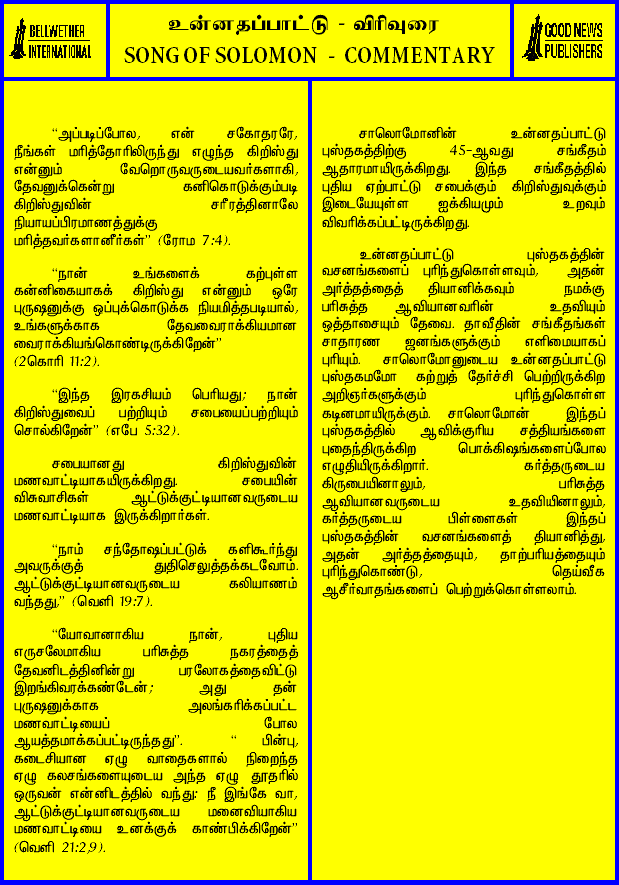 BELLWETHER
INTERNATIONAL
உன்னதப்பாட்டு - விரிவுரை
SONG OF SOLOMON - COMMENTARY
GOOD NEWS
PUBLISHERS
“அப்படிப்போல, என் சகோதரரே,
நீங்கள் மரித்தோரிலிருந்து எழுந்த கிறிஸ்து
என்னும் வேறொருவருடையவர்களாகி,
தேவனுக்கென்று கனிகொடுக்கும்படி
கிறிஸ்துவின் சரீரத்தினாலே
நியாயப்பிரமாணத்துக்கு
மரித்தவர்களானீர்கள்” (ரோம 7:4).
“நான் உங்களைக் கற்புள்ள
கன்னிகையாகக் கிறிஸ்து என்னும் ஒரே
புருஷனுக்கு ஒப்புக்கொடுக்க நியமித்தபடியால்,
உங்களுக்காக தேவவைராக்கியமான
வைராக்கியங்கொண்டிருக்கிறேன்”
(2கொரி 11:2).
“இந்த இரகசியம் பெரியது; நான்
கிறிஸ்துவைப் பற்றியும் சபையைப்பற்றியும்
சொல்கிறேன்” (எபே 5:32).
சபையானது கிறிஸ்துவின்
மணவாட்டியாகயிருக்கிறது. சபையின்
விசுவாசிகள் ஆட்டுக்குட்டியானவருடைய
மணவாட்டியாக இருக்கிறார்கள்.
“நாம் சந்தோஷப்பட்டுக் களிகூர்ந்து
அவருக்குத் துதிசெலுத்தக்கடவோம்.
ஆட்டுக்குட்டியானவருடைய கலியாணம்
வந்தது,” (வெளி 19:7).
“யோவானாகிய நான், புதிய
எருசலேமாகிய பரிசுத்த நகரத்தைத்
தேவனிடத்தினின்று பரலோகத்தைவிட்டு
இறங்கிவரக்கண்டேன்; அது தன்
புருஷனுக்காக அலங்கரிக்கப்பட்ட
மணவாட்டியைப் போல
ஆயத்தமாக்கப்பட்டிருந்தது”. “ பின்பு,
கடைசியான ஏழு வாதைகளால் நிறைந்த
ஏழு கலசங்களையுடைய அந்த ஏழு தூதரில்
ஒருவன் என்னிடத்தில் வந்து: நீ இங்கே வா,
ஆட்டுக்குட்டியானவருடைய மனைவியாகிய
மணவாட்டியை உனக்குக் காண்பிக்கிறேன்”
(வெளி 21:2,9).
சாலொமோனின் உன்னதப்பாட்டு
புஸ்தகத்திற்கு 45-ஆவது சங்கீதம்
ஆதாரமாயிருக்கிறது. இந்த சங்கீதத்தில்
புதிய ஏற்பாட்டு சபைக்கும் கிறிஸ்துவுக்கும்
இடையேயுள்ள ஐக்கியமும் உறவும்
விவரிக்கப்பட்டிருக்கிறது.
உன்னதப்பாட்டு புஸ்தகத்தின்
வசனங்களைப் புரிந்துகொள்ளவும், அதன்
அர்த்தத்தைத் தியானிக்கவும் நமக்கு
பரிசுத்த ஆவியானவரின் உதவியும்
ஒத்தாசையும் தேவை. தாவீதின் சங்கீதங்கள்
சாதாரண ஜனங்களுக்கும் எளிமையாகப்
புரியும். சாலொமோனுடைய உன்னதப்பாட்டு
புஸ்தகமமோ கற்றுத் தேர்ச்சி பெற்றிருக்கிற
அறிஞர்களுக்கும் புரிந்துகொள்ள
கடினமாயிருக்கும். சாலொமோன் இந்தப்
புஸ்தகத்தில் ஆவிக்குரிய சத்தியங்களை
புதைந்திருக்கிற பொக்கிஷங்களைப்போல
எழுதியிருக்கிறார். கர்த்தருடைய
கிருபையினாலும், பரிசுத்த
ஆவியானவருடைய உதவியினாலும்,
கர்த்தருடைய பிள்ளைகள் இந்தப்
புஸ்தகத்தின் வசனங்களைத் தியானித்து,
அதன் அர்த்தத்தையும், தாற்பரியத்தையும்
புரிந்துகொண்டு, தெய்வீக
ஆசீர்வாதங்களைப் பெற்றுக்கொள்ளலாம்.